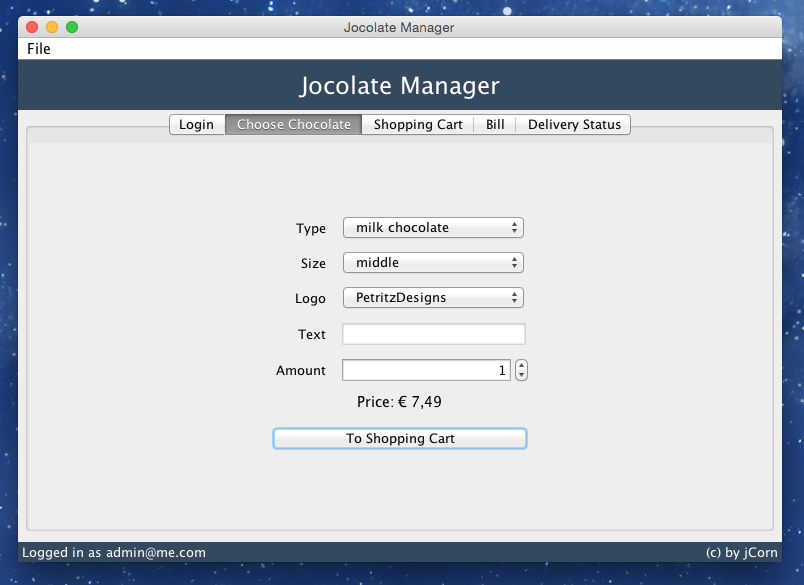 Jocolate Manager
File
Jocolate Manager
Login Choose Chocolate Shopping Cart Bill Delivery Status
Type milk chocolate
Size middle
Logo PetritzDesigns
Text
Amount 1
Price: € 7,49
To Shopping Cart
Logged in as admin@me.com (c) by jCorn